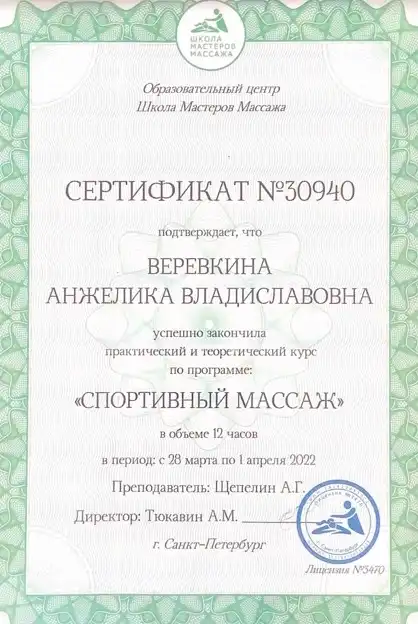 ШКОЛА
МАСТЕРОВ
МАССАЖА
Образовательный центр
Школа Мастеров Массажа
СЕРТИФИКАТ №30940
подтверждает, что
ВЕРЕВКИНА
АНЖЕЛИКА ВЛАДИСЛАВОВНА
успешно закончила
практический и теоретический курс
по программе:
«СПОРТИВНЫЙ МАССАЖ»
в объеме 12 часов
в период: с 28 марта по 1 апреля 2022
Преподаватель: Щепелин А.Г.
Директор: Тюкавин А.М.
г. Санкт-Петербург
г. Санкт-Петербург
Лицензия №3470